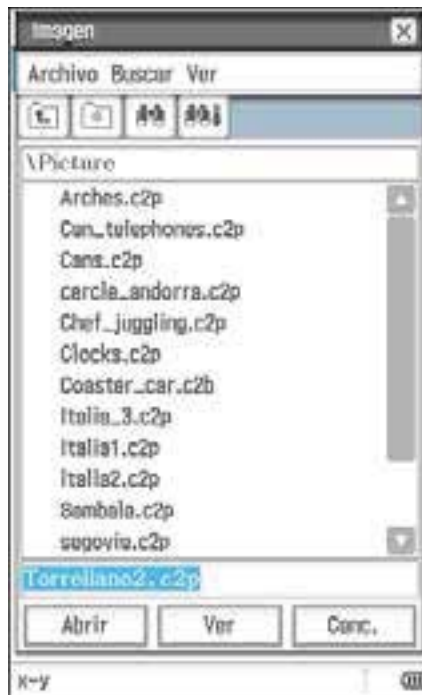 Imagen
Archivo Buscar Ver
\Picture
Arches.c2p
Can_telephones.c2p
Cans.c2p
cercle_andorra.c2p
Chef_juggling.c2p
Clocks.c2p
Coaster_car.c2b
Italia_3.c2p
Italia1.c2p
Italia2.c2p
Sambala.c2p
segovia.c2p
Torrellano2.c2p
Abrir Ver Canc.
x-y